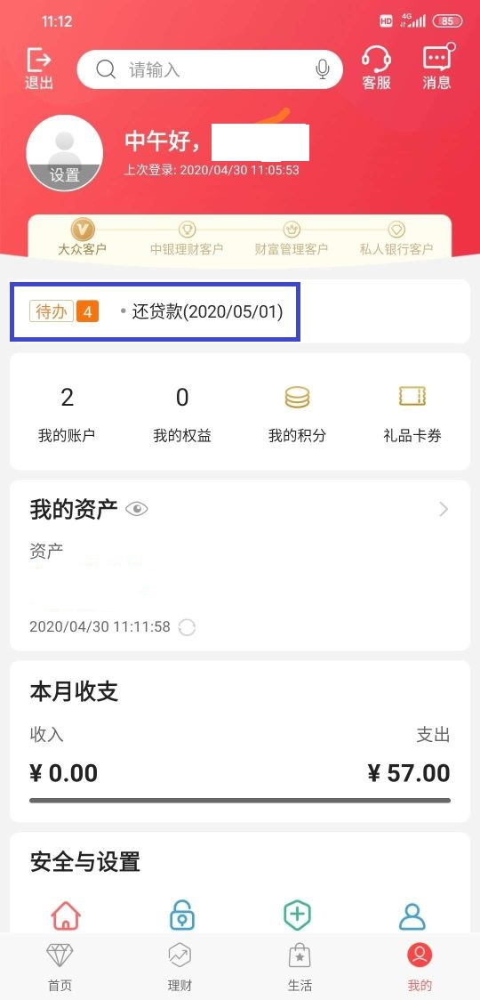 11:12
HD 4G 85
退出
请输入
客服
消息
中午好，
上次登录: 2020/04/30 11:05:53
设置
大众客户 中银理财客户 财富管理客户 私人银行客户
待办 4 • 还贷款(2020/05/01)
2 0
我的账户 我的权益 我的积分 礼品卡券
我的资产
资产
2020/04/30 11:11:58
本月收支
收入 支出
¥ 0.00 ¥ 57.00
安全与设置
首页 理财 生活 我的